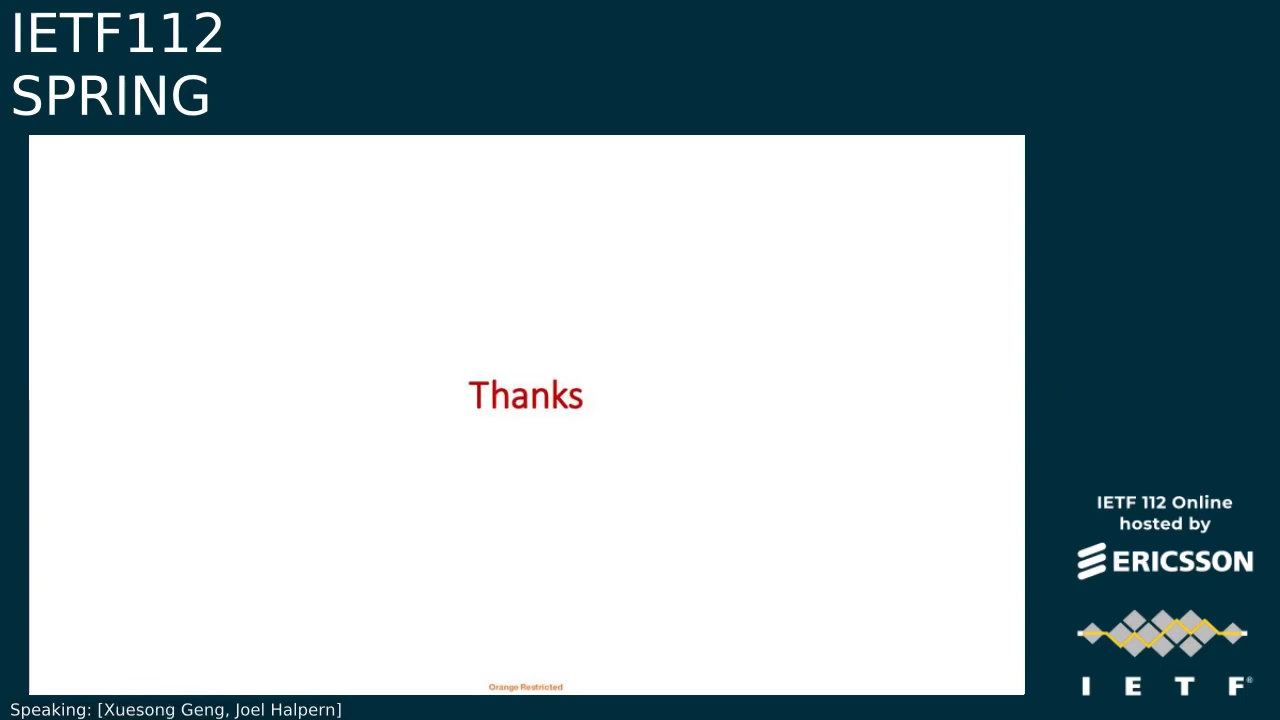 IETF112
SPRING
Thanks
Orange Restricted
IETF 112 Online
hosted by
ERICSSON
I E T F®
Speaking: [Xuesong Geng, Joel Halpern]